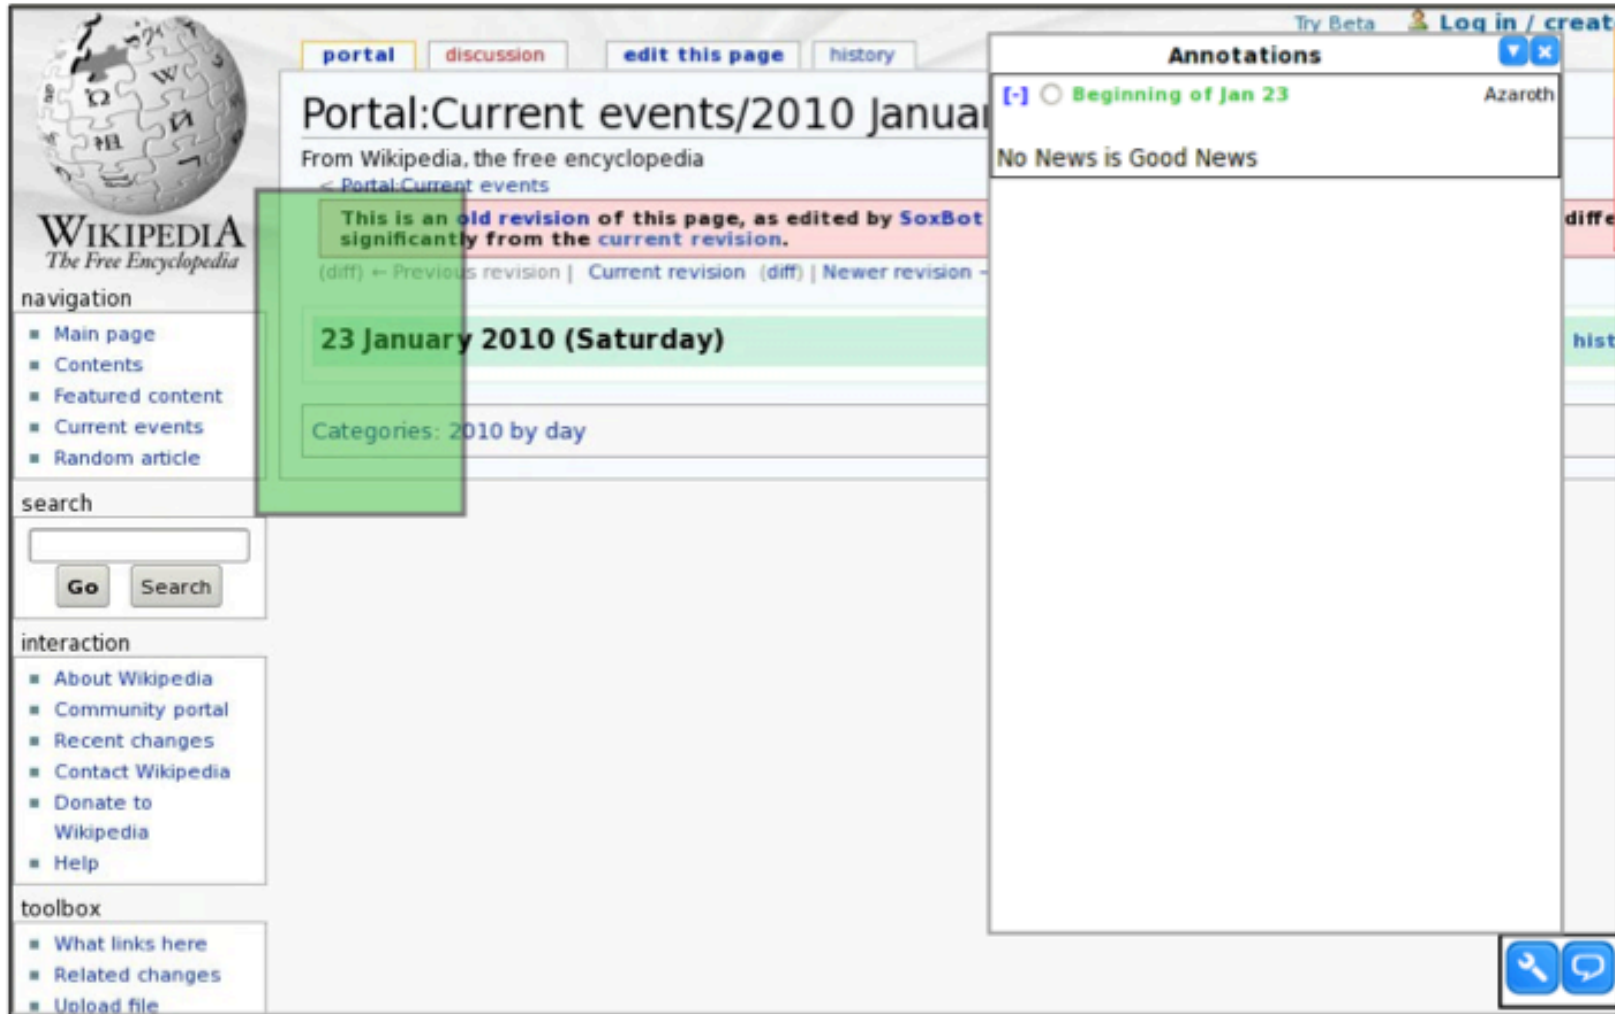 Try Beta Log in / creat
portal discussion edit this page history
Annotations
[-] Beginning of Jan 23 Azaroth
No News is Good News
Portal:Current events/2010 Januar
From Wikipedia, the free encyclopedia
< Portal:Current events
This is an old revision of this page, as edited by SoxBot diffe
significantly from the current revision.
(diff) ← Previous revision | Current revision (diff) | Newer revision
23 January 2010 (Saturday) hist
Categories: 2010 by day
WIKIPEDIA
The Free Encyclopedia
navigation
Main page
Contents
Featured content
Current events
Random article
search
Go Search
interaction
About Wikipedia
Community portal
Recent changes
Contact Wikipedia
Donate to
Wikipedia
Help
toolbox
What links here
Related changes
Upload file